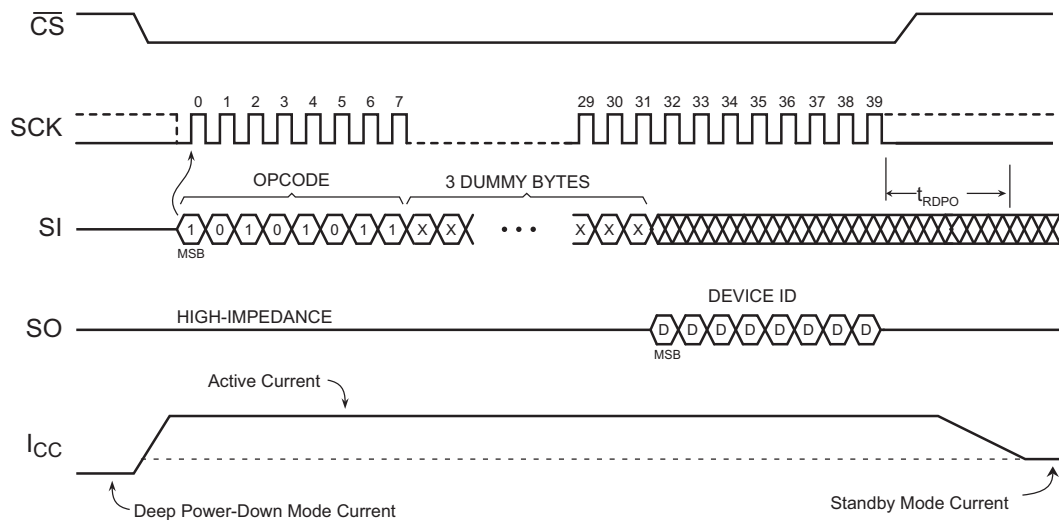 CS
0 1 2 3 4 5 6 7 29 30 31 32 33 34 35 36 37 38 39
SCK
OPCODE 3 DUMMY BYTES tRDPO
SI 1 0 1 0 1 0 1 1 X X • • • X X X
MSB
DEVICE ID
SO HIGH-IMPEDANCE D D D D D D D D
MSB
Active Current
ICC
Deep Power-Down Mode Current
Standby Mode Current